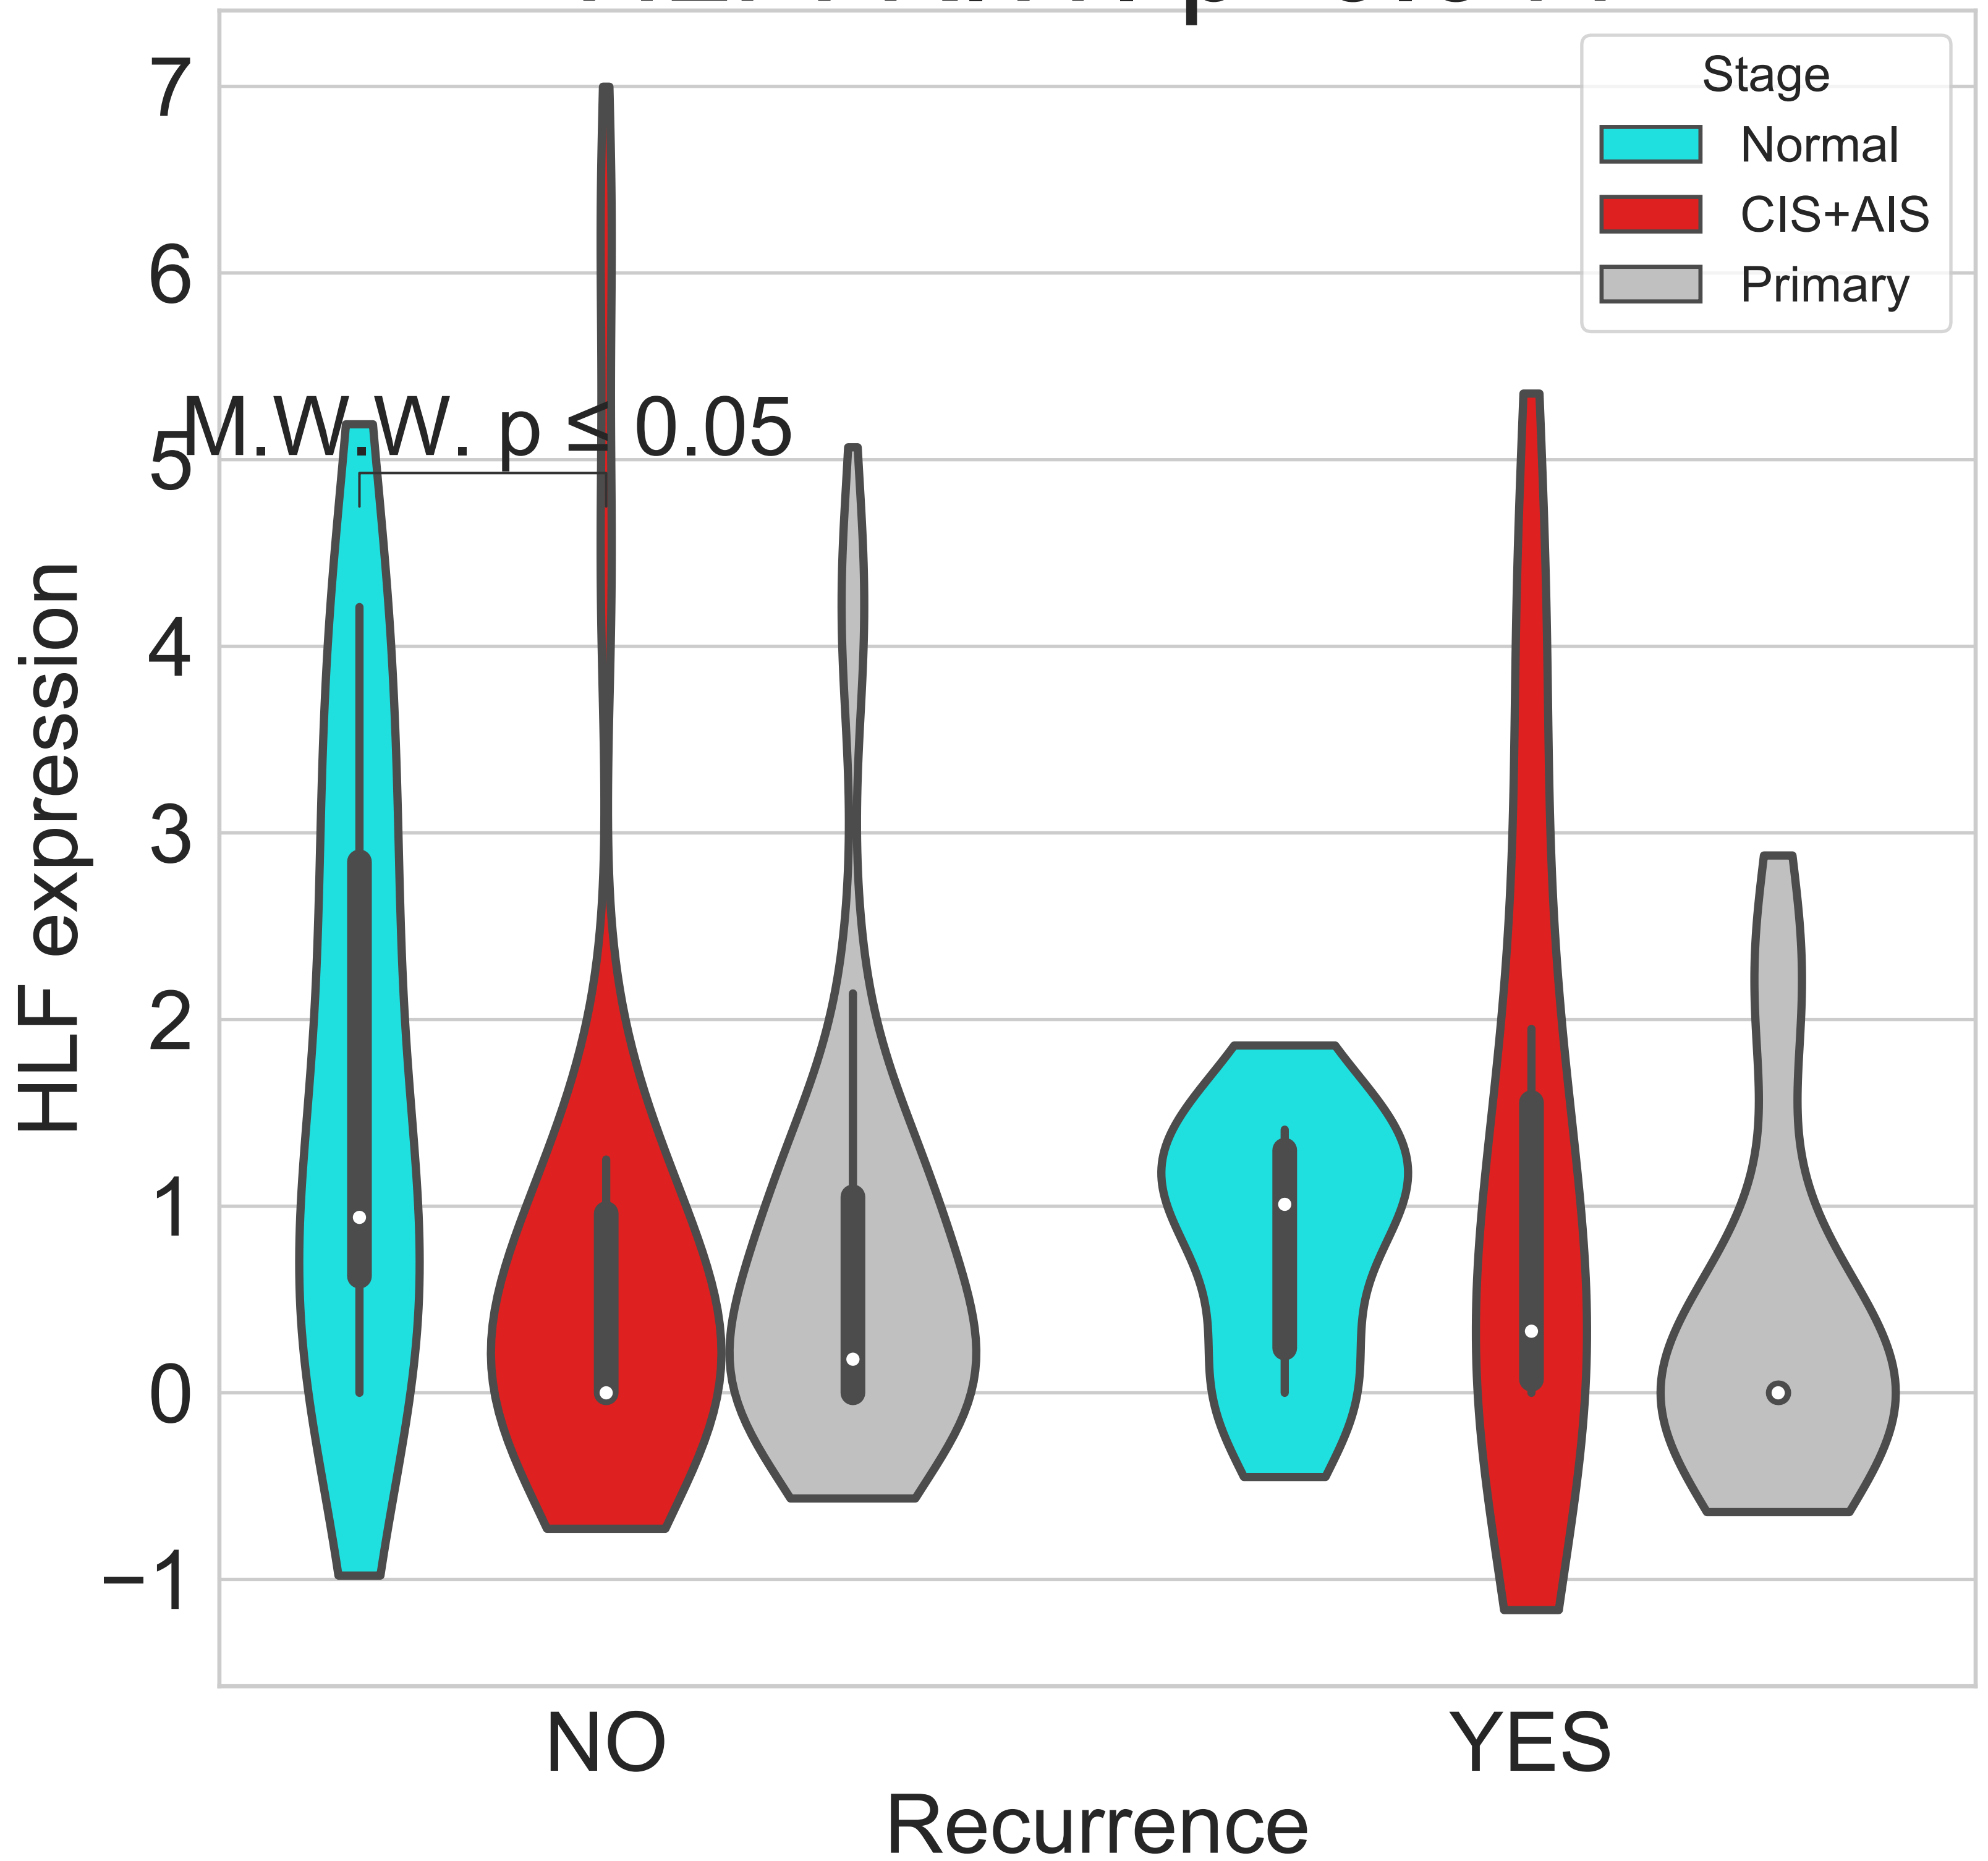 Stage
Normal
CIS+AIS
Primary
7
6
M.W.W. p ≤ 0.05
5
4
3
2
1
0
−1
HLF expression
NO
YES
Recurrence